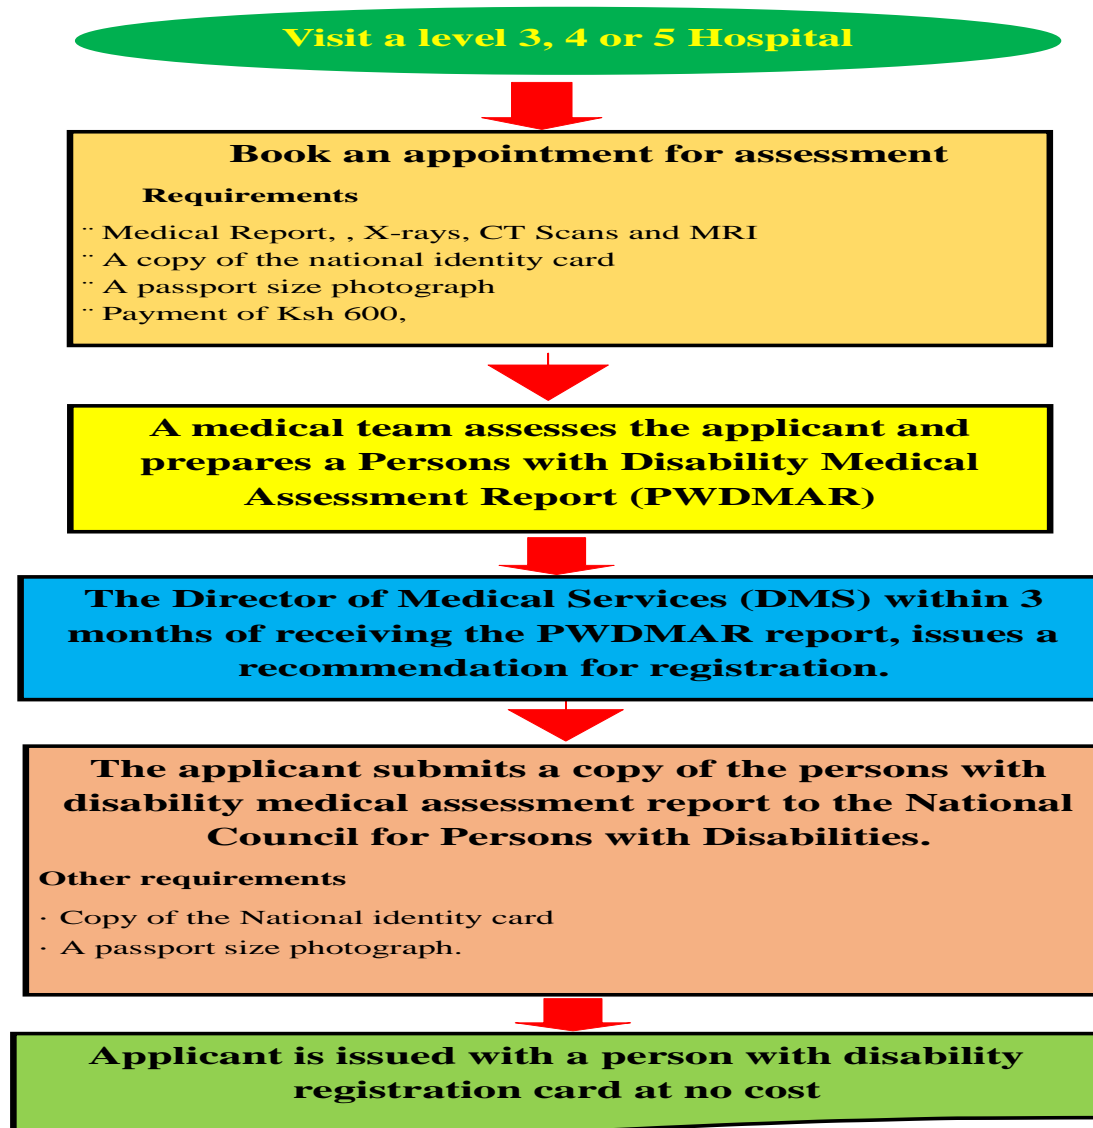 Visit a level 3, 4 or 5 Hospital
Book an appointment for assessment
Requirements
¨ Medical Report, , X-rays, CT Scans and MRI
¨ A copy of the national identity card
¨ A passport size photograph
¨ Payment of Ksh 600,
A medical team assesses the applicant and
prepares a Persons with Disability Medical
Assessment Report (PWDMAR)
The Director of Medical Services (DMS) within 3
months of receiving the PWDMAR report, issues a
recommendation for registration.
The applicant submits a copy of the persons with
disability medical assessment report to the National
Council for Persons with Disabilities.
Other requirements
· Copy of the National identity card
· A passport size photograph.
Applicant is issued with a person with disability
registration card at no cost